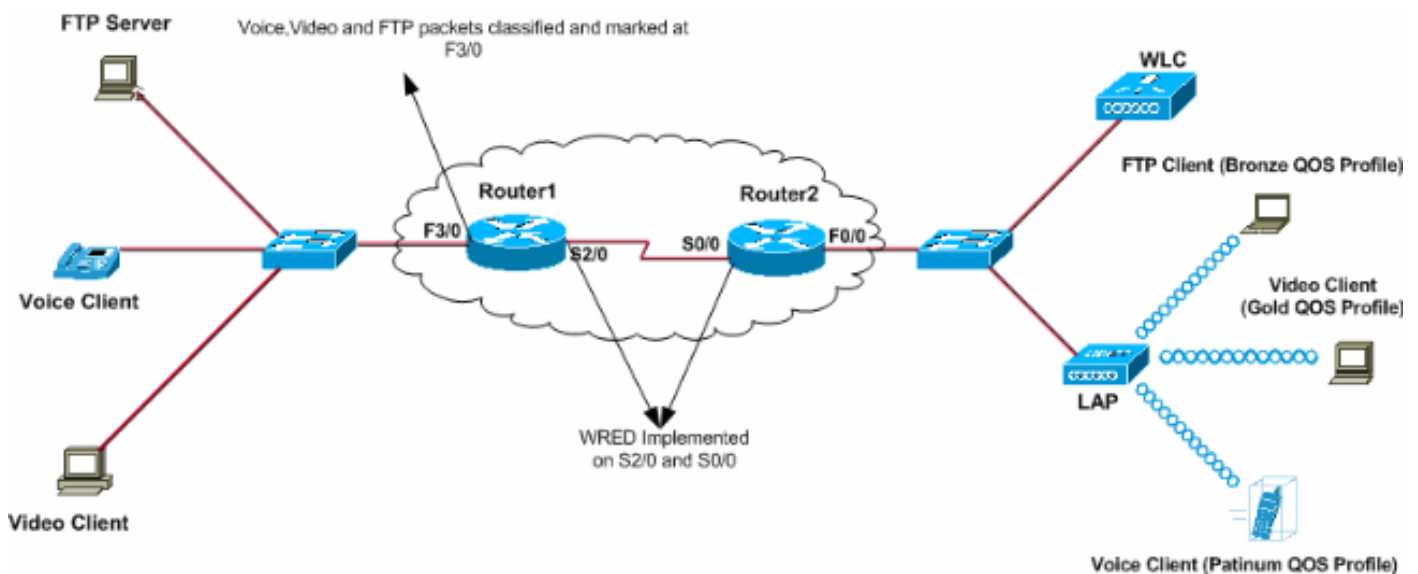 FTP Server
Voice,Video and FTP packets classified and marked at
F3/0
WLC
FTP Client (Bronze QOS Profile)
Router1
Router2
F3/0
S2/0
S0/0
F0/0
Voice Client
Video Client
(Gold QOS Profile)
LAP
WRED Implemented
on S2/0 and S0/0
Video Client
Voice Client (Patinum QOS Profile)